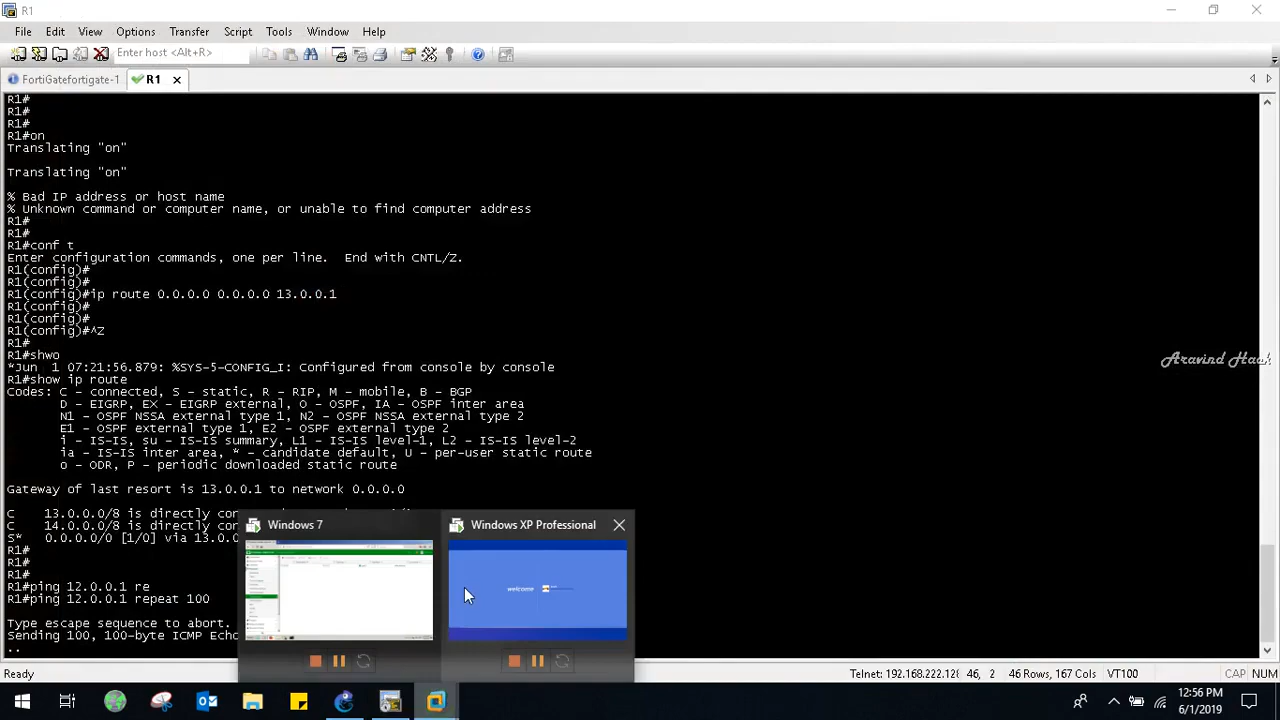 R1
File Edit View Options Transfer Script Tools Window Help
Enter host <Alt+R>
FortiGatefortigate-1 R1
R1#
R1#
R1#
R1#on
Translating "on"
Translating "on"
% Bad IP address or host name
% Unknown command or computer name, or unable to find computer address
R1#
R1#
R1#conf t
Enter configuration commands, one per line.  End with CNTL/Z.
R1(config)#
R1(config)#
R1(config)#ip route 0.0.0.0 0.0.0.0 13.0.0.1
R1(config)#
R1(config)#
R1(config)#^Z
R1#
R1#shwo
*Jun  1 07:21:56.879: %SYS-5-CONFIG_I: Configured from console by console
Aravind Hack
R1#show ip route
Codes: C - connected, S - static, R - RIP, M - mobile, B - BGP
D - EIGRP, EX - EIGRP external, O - OSPF, IA - OSPF inter area
N1 - OSPF NSSA external type 1, N2 - OSPF NSSA external type 2
E1 - OSPF external type 1, E2 - OSPF external type 2
i - IS-IS, su - IS-IS summary, L1 - IS-IS level-1, L2 - IS-IS level-2
ia - IS-IS inter area, * - candidate default, U - per-user static route
o - ODR, P - periodic downloaded static route
Gateway of last resort is 13.0.0.1 to network 0.0.0.0
C    13.0.0.0/8 is directly
C    14.0.0.0/8 is directly
S*   0.0.0.0/0 [1/0] via 13.0.
R1#
R1#
R1#
R1#ping 12.0.0.1 re
R1#ping 12.0.0.1 repeat 100
Type escape sequence to abort.
100, 100-byte ICMP Echo
..
Windows 7
Windows XP Professional
welcome
Ready
Telnet: 192.168.222.12
46, 2
46 Rows, 167 Cols
VT100
CAP NUM
12:56 PM
6/1/2019